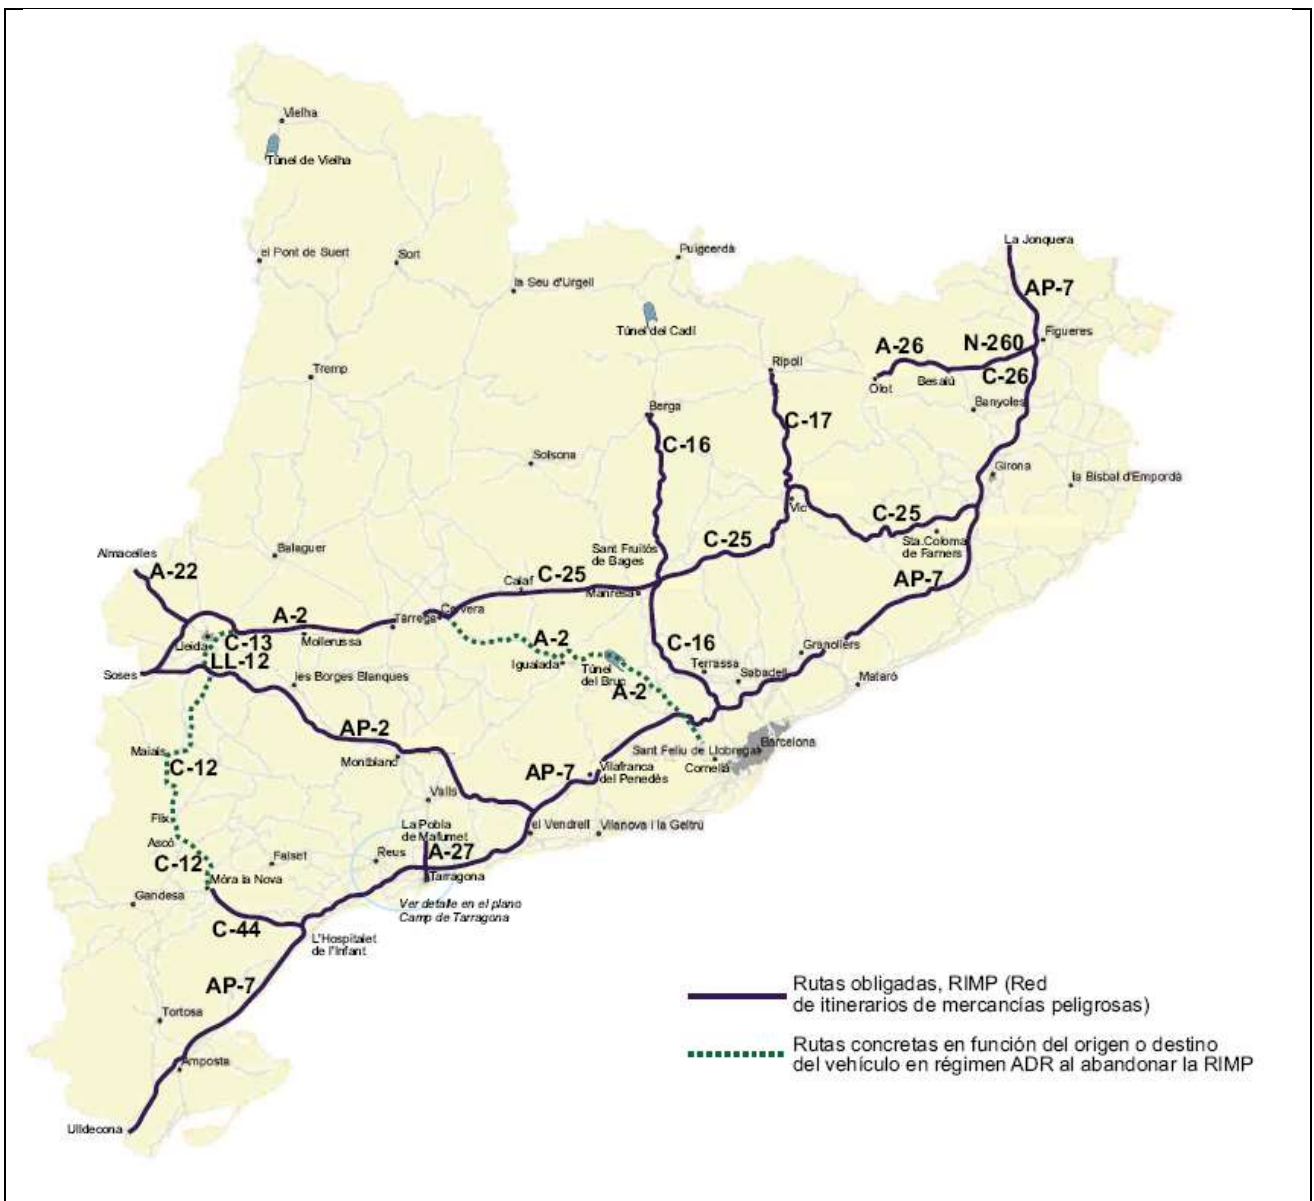 Vielha
Túnel de Vielha
el Pont de Suert
Sort
la Seu d'Urgell
Puigcerdà
Túnel del Cadí
La Jonquera
AP-7
Figueres
N-260
A-26
Olot
Besalú
C-26
Banyoles
Ripoll
Tremp
Berga
C-17
C-16
Solsona
Girona
la Bisbal d'Empordà
Vic
C-25
Sta. Coloma
de Farners
Almacelles
A-22
Balaguer
Sant Fruitós
de Bages
C-25
Calaf
C-25
Manresa
AP-7
Cervera
Tàrrega
A-2
Mollerussa
Lleida
C-13
LL-12
Soses
A-2
Igualada
Túnel
del Bruc
A-2
C-16
Terrassa
Sabadell
Granollers
Mataró
les Borges Blanques
AP-2
Montblanc
Maials
C-12
Sant Feliu de Llobregat
Barcelona
Cornellà
Vilafranca
del Penedès
AP-7
Valls
Flix
Ascó
C-12
La Pobla
de Mafumet
el Vendrell
Vilanova i la Geltrú
Reus
A-27
Falset
Móra la Nova
Tarragona
Gandesa
Ver detalle en el plano
Camp de Tarragona
C-44
L'Hospitalet
de l'Infant
AP-7
Tortosa
Amposta
Ulldecona
Rutas obligadas, RIMP (Red
de itinerarios de mercancías peligrosas)
Rutas concretas en función del origen o destino
del vehículo en régimen ADR al abandonar la RIMP